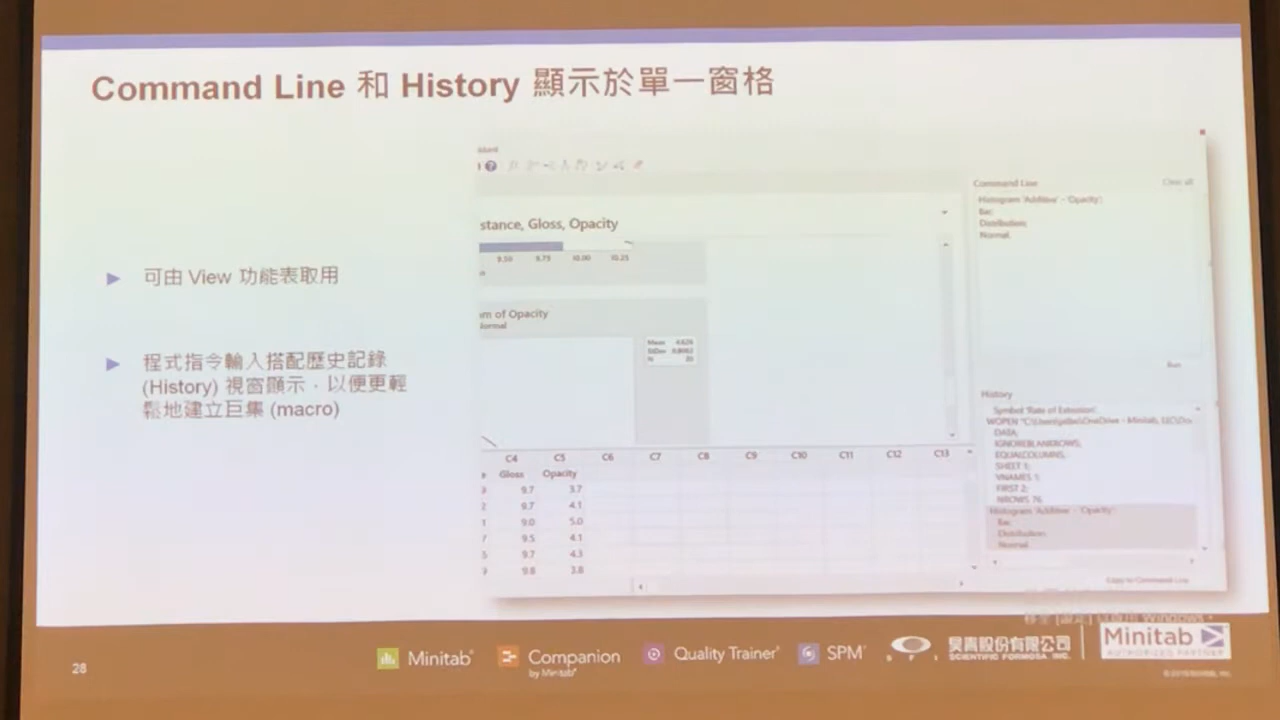 Command Line 和 History 顯示於單一窗格
▶ 可由 View 功能表取用
▶ 程式指令輸入搭配歷史記錄
(History) 視窗顯示，以便更輕
鬆地建立巨集 (macro)
stance, Gloss, Opacity
9.50 9.75 10.00 10.25
m of Opacity
Normal
Mean 4.626
StDev 0.8062
N
C4 C5 C6 C7 C8 C9 C10 C11 C12 C13
Gloss Opacity
9.7 3.7
9.7 4.1
9.0 5.0
9.5 4.1
9.7 4.3
9.8 3.8
Command Line Clear all
Histogram 'Additive' - 'Opacity';
Bar;
Distribution;
Normal.
Run
History
Symbol 'Rate of Extension'.
DATA;
IGNOREBLANKROWS;
EQUALCOLUMNS;
SHEET 1;
VNAMES 1;
FIRST 2;
NROWS 76.
Histogram 'Additive' - 'Opacity';
Bar;
Distribution;
Normal.
Copy to Command Line
28
Minitab
Companion
by Minitab
Quality Trainer
SPM
SFI
昊青股份有限公司
SCIENTIFIC FORMOSA, INC.
Minitab
AUTHORIZED PARTNER